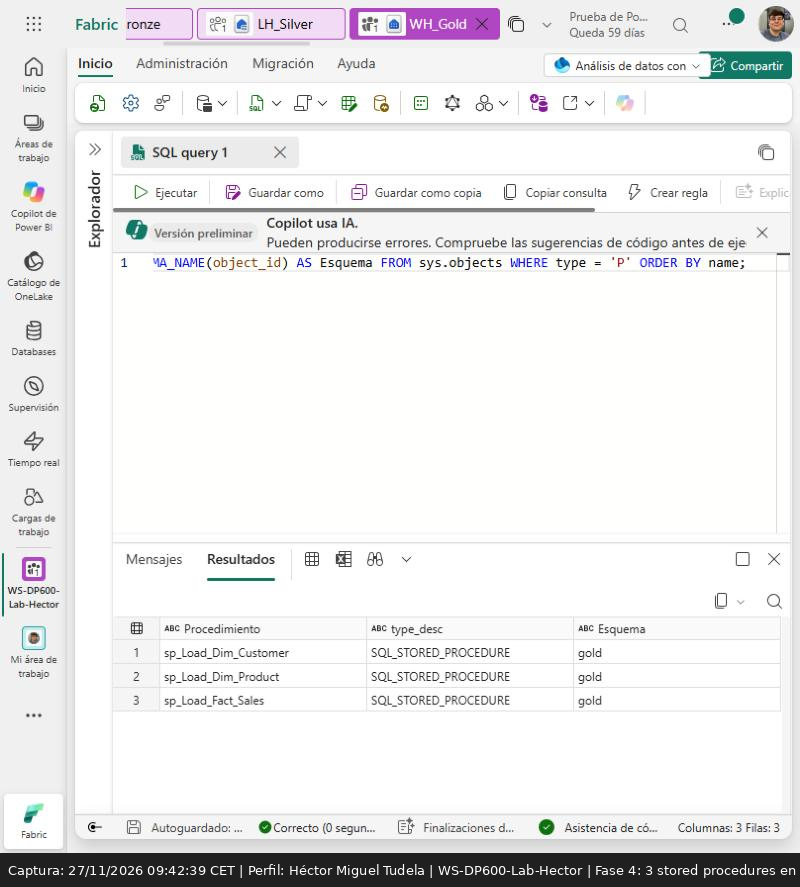 Fabric
ronze
LH_Silver
WH_Gold
Prueba de Po...
Queda 59 días
...
Inicio
Administración
Migración
Ayuda
Análisis de datos con
Compartir
Inicio
Áreas de
trabajo
Copilot de
Power BI
Catálogo de
OneLake
Databases
Supervisión
Tiempo real
Cargas de
trabajo
WS-DP600-
Lab-Hector
Mi área de
trabajo
...
Fabric
Explorador
SQL query 1
Ejecutar
Guardar como
Guardar como copia
Copiar consulta
Crear regla
Explic
Versión preliminar
Copilot usa IA.
Pueden producirse errores. Compruebe las sugerencias de código antes de eje
1 MA_NAME(object_id) AS Esquema FROM sys.objects WHERE type = 'P' ORDER BY name;
Mensajes
Resultados
ABC Procedimiento ABC type_desc ABC Esquema
1 sp_Load_Dim_Customer SQL_STORED_PROCEDURE gold
2 sp_Load_Dim_Product SQL_STORED_PROCEDURE gold
3 sp_Load_Fact_Sales SQL_STORED_PROCEDURE gold
Autoguardado: ...
Correcto (0 segun...
Finalizaciones d...
Asistencia de có...
Columnas: 3 Filas: 3
Captura: 27/11/2026 09:42:39 CET | Perfil: Héctor Miguel Tudela | WS-DP600-Lab-Hector | Fase 4: 3 stored procedures en